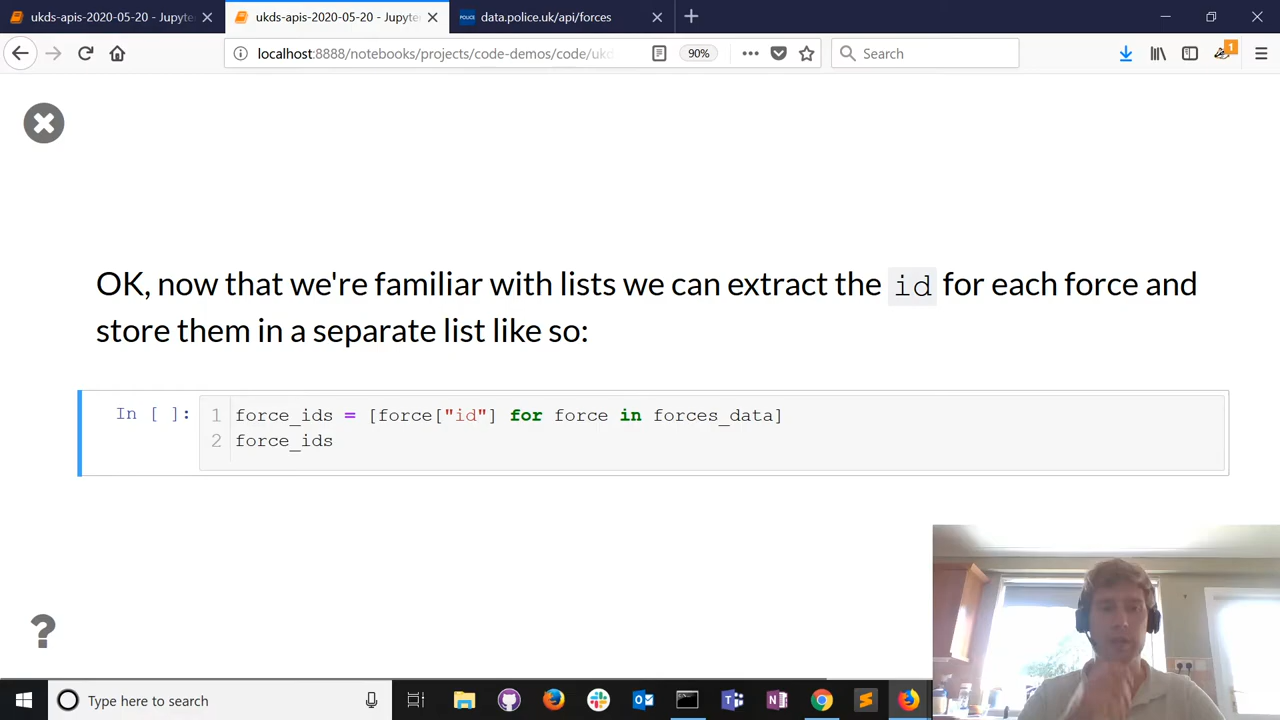 ukds-apis-2020-05-20 - Jupyte
ukds-apis-2020-05-20 - Jupyte
POLICE
data.police.uk/api/forces
localhost:8888/notebooks/projects/code-demos/code/ukd
90%
Search
1
OK, now that we're familiar with lists we can extract the id for each force and
store them in a separate list like so:
In [ ]:
1 force_ids = [force["id"] for force in forces_data]
2 force_ids
?
Type here to search